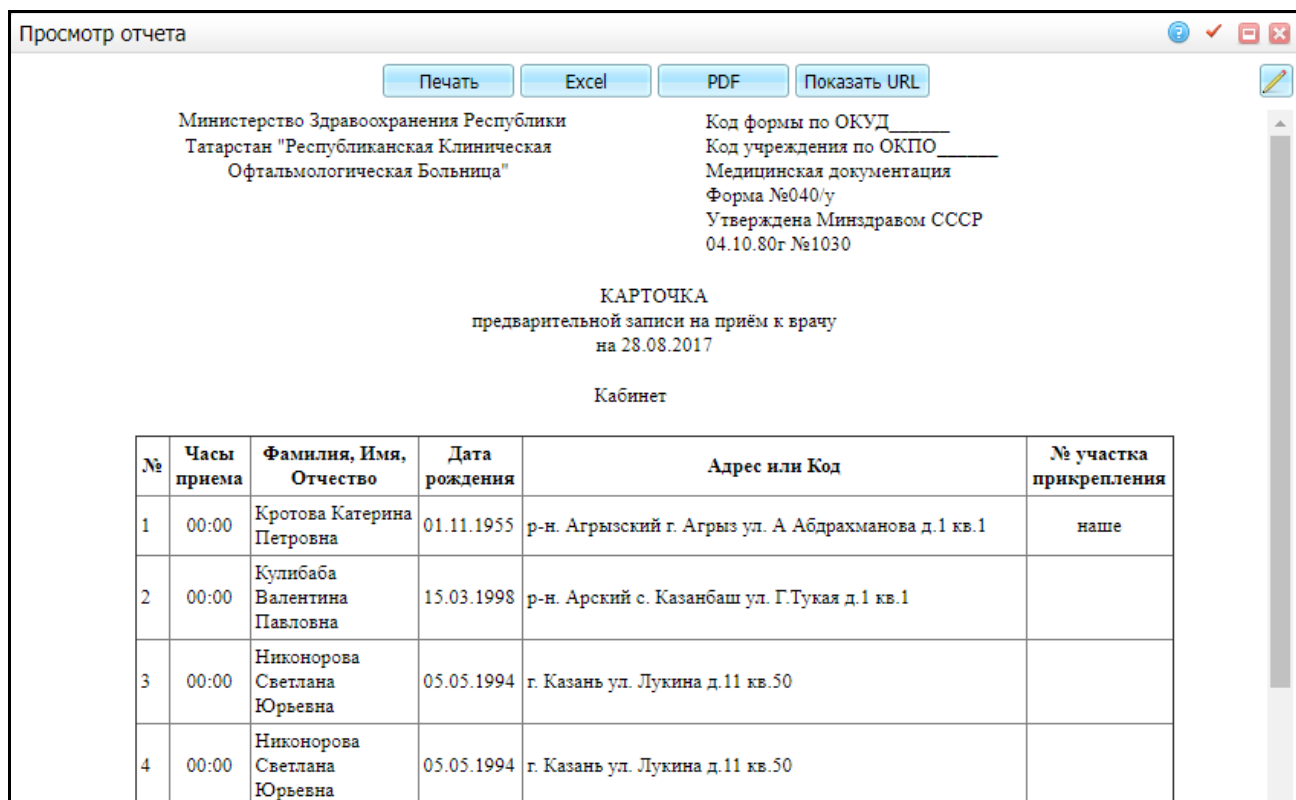 Просмотр отчета
Печать Excel PDF Показать URL
Министерство Здравоохранения Республики
Татарстан "Республиканская Клиническая
Офтальмологическая Больница"
Код формы по ОКУД______
Код учреждения по ОКПО______
Медицинская документация
Форма №040/у
Утверждена Минздравом СССР
04.10.80г №1030
КАРТОЧКА
предварительной записи на приём к врачу
на 28.08.2017
Кабинет
№ Часы приема Фамилия, Имя, Отчество Дата рождения Адрес или Код № участка прикрепления
1 00:00 Кротова Катерина Петровна 01.11.1955 р-н. Агрызский г. Агрыз ул. А Абдрахманова д.1 кв.1 наше
2 00:00 Кулибаба Валентина Павловна 15.03.1998 р-н. Арский с. Казанбаш ул. Г.Тукая д.1 кв.1
3 00:00 Никонорова Светлана Юрьевна 05.05.1994 г. Казань ул. Лукина д.11 кв.50
4 00:00 Никонорова Светлана Юрьевна 05.05.1994 г. Казань ул. Лукина д.11 кв.50